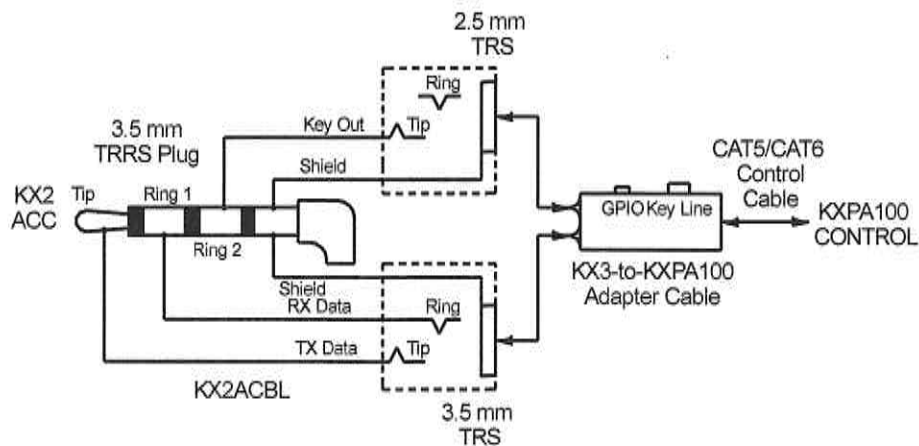 2.5 mm
TRS
Ring
Tip
Key Out
3.5 mm
TRRS Plug
Shield
CAT5/CAT6
Control
Cable
KX2
ACC
Tip
Ring 1
Ring 2
GPIO Key Line
KXPA100
CONTROL
KX3-to-KXPA100
Adapter Cable
Shield
RX Data
Ring
TX Data
Tip
KX2ACBL
3.5 mm
TRS